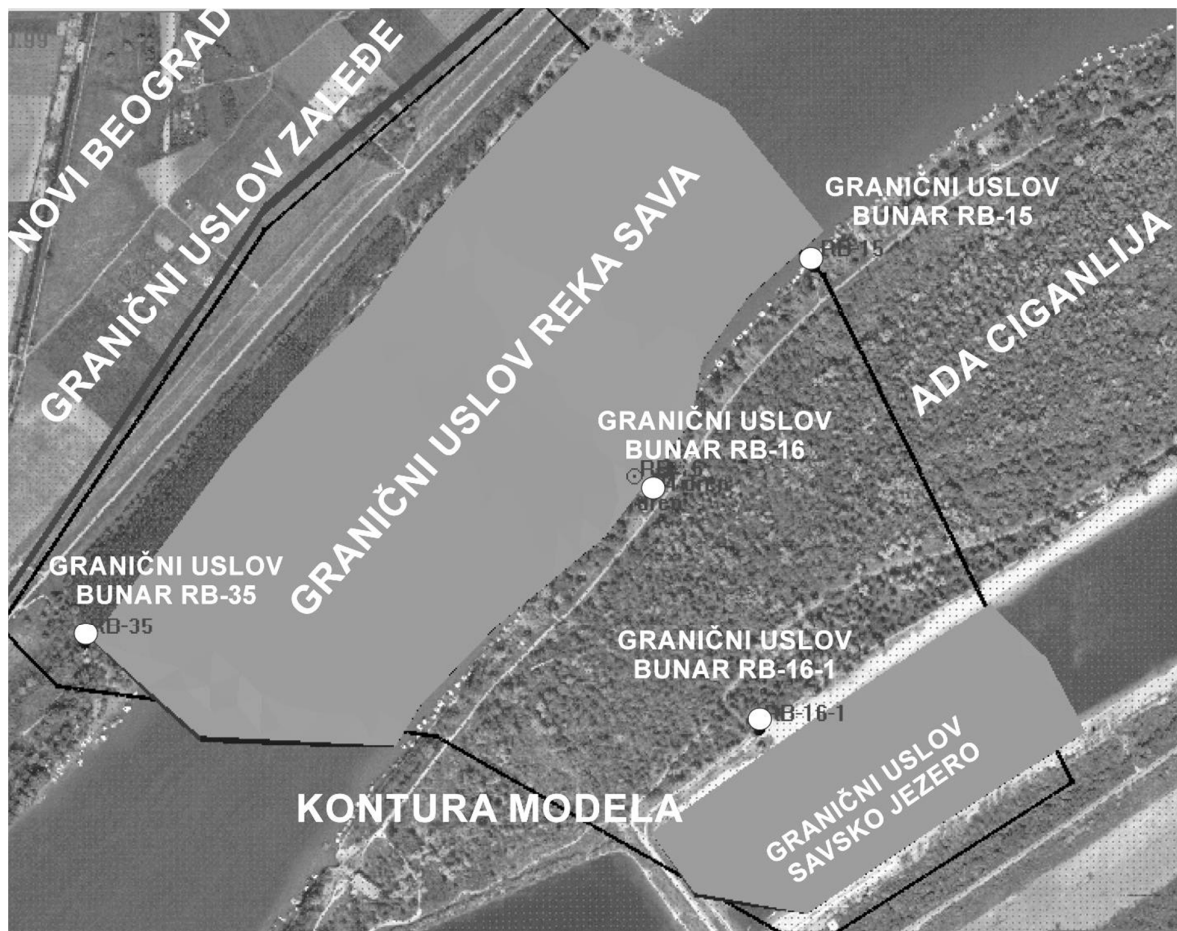 0.99
NOVI BEOGRAD
GRANIČNI USLOV ZALEĐE
GRANIČNI USLOV REKA SAVA
GRANIČNI USLOV
BUNAR RB-15
RB-15
ADA CIGANLIJA
GRANIČNI USLOV
BUNAR RB-16
GRANIČNI USLOV
BUNAR RB-35
RB-35
GRANIČNI USLOV
BUNAR RB-16-1
RB-16-1
KONTURA MODELA
GRANIČNI USLOV
SAVSKO JEZERO